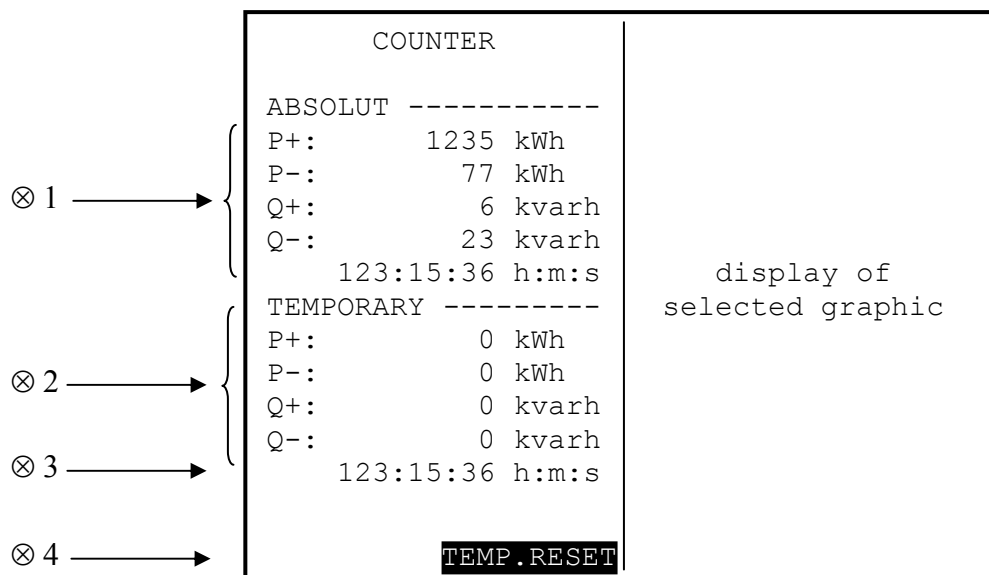 COUNTER
ABSOLUT -----------
P+: 1235 kWh
P-: 77 kWh
⊗ 1
Q+: 6 kvarh
Q-: 23 kvarh
123:15:36 h:m:s
TEMPORARY ---------
P+: 0 kWh
P-: 0 kWh
⊗ 2
Q+: 0 kvarh
Q-: 0 kvarh
⊗ 3
123:15:36 h:m:s
⊗ 4
TEMP.RESET
display of
selected graphic